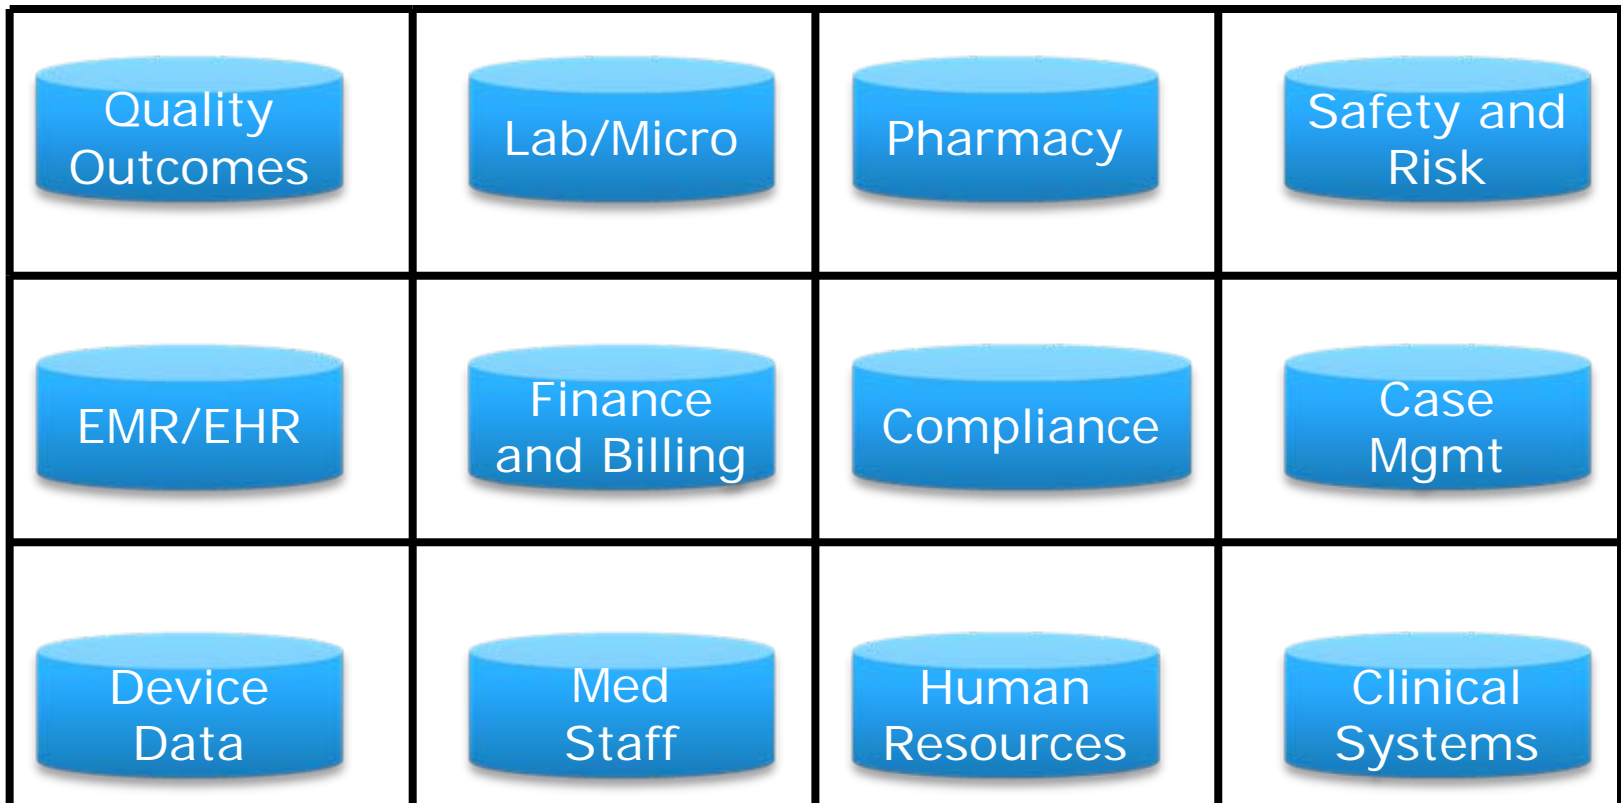 Quality
Outcomes
Lab/Micro
Pharmacy
Safety and
Risk
EMR/EHR
Finance
and Billing
Compliance
Case
Mgmt
Device
Data
Med
Staff
Human
Resources
Clinical
Systems